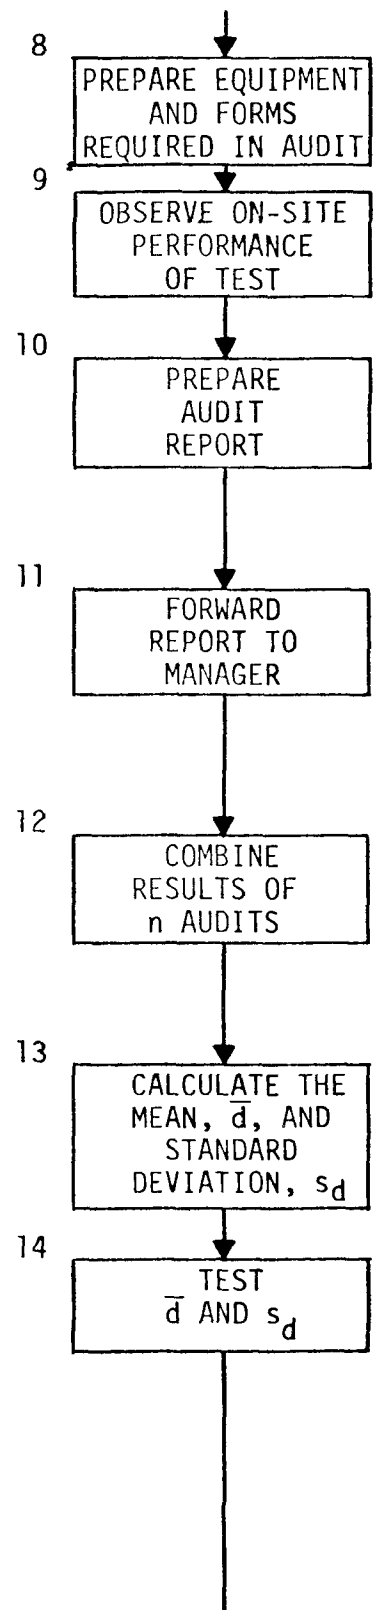 8
PREPARE EQUIPMENT
AND FORMS
REQUIRED IN AUDIT
9
OBSERVE ON-SITE
PERFORMANCE
OF TEST
10
PREPARE
AUDIT
REPORT
11
FORWARD
REPORT TO
MANAGER
12
COMBINE
RESULTS OF
n AUDITS
13
CALCULATE THE
MEAN, d̅, AND
STANDARD
DEVIATION, s_d
14
TEST
d̅ AND s_d